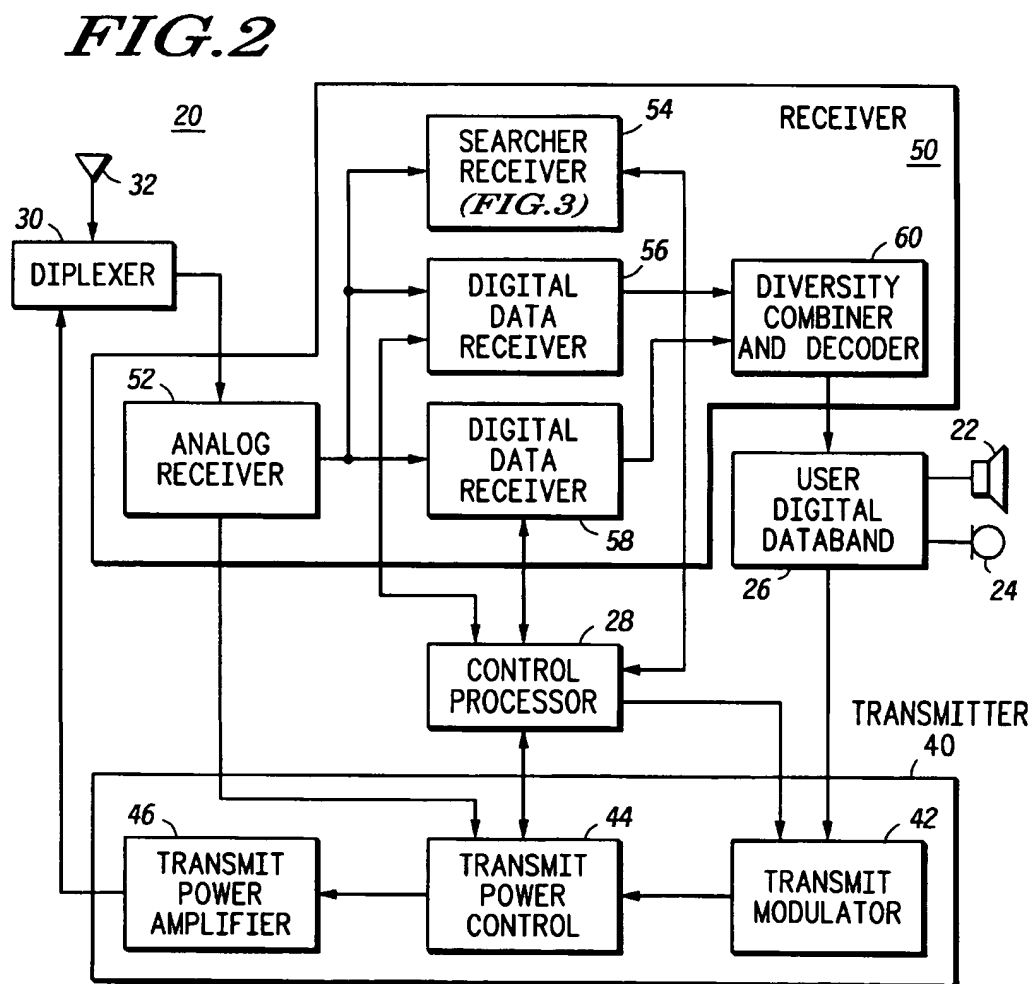 FIG.2
20
32
30
DIPLEXER
RECEIVER
50
54
SEARCHER
RECEIVER
(FIG.3)
56
DIGITAL
DATA
RECEIVER
60
DIVERSITY
COMBINER
AND DECODER
52
ANALOG
RECEIVER
DIGITAL
DATA
RECEIVER
58
22
USER
DIGITAL
DATABAND
26
24
28
CONTROL
PROCESSOR
TRANSMITTER
40
46
TRANSMIT
POWER
AMPLIFIER
44
TRANSMIT
POWER
CONTROL
42
TRANSMIT
MODULATOR